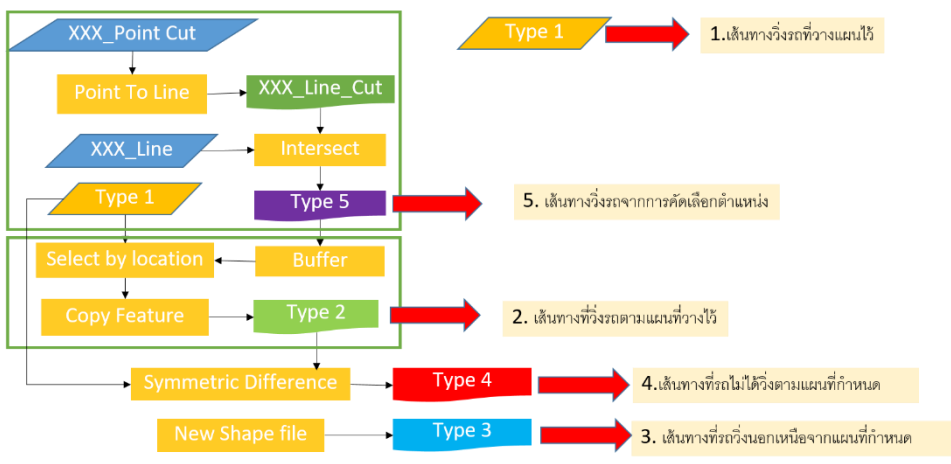 XXX_Point Cut
Type 1
1.เส้นทางวิ่งรถที่วางแผนไว้
Point To Line
XXX_Line_Cut
XXX_Line
Intersect
Type 1
Type 5
5. เส้นทางวิ่งรถจากการคัดเลือกตำแหน่ง
Select by location
Buffer
Copy Feature
Type 2
2. เส้นทางที่วิ่งรถตามแผนที่วางไว้
Symmetric Difference
Type 4
4.เส้นทางที่รถไม่ได้วิ่งตามแผนที่กำหนด
New Shape file
Type 3
3. เส้นทางที่รถวิ่งนอกเหนือจากแผนที่กำหนด